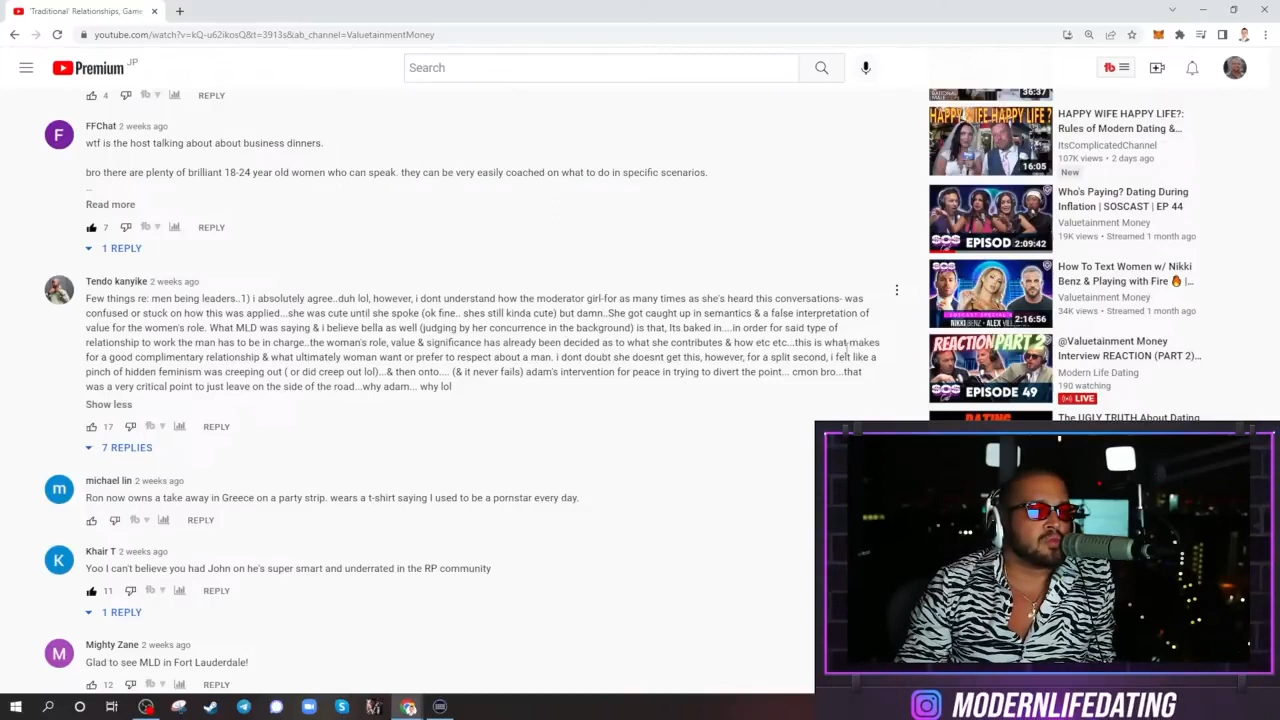 'Traditional' Relationships, Game
youtube.com/watch?v=kQ-u62ikosQ&t=3913s&ab_channel=ValuetainmentMoney
Premium JP
Search
4 REPLY
FFChat 2 weeks ago
wtf is the host talking about about business dinners.
bro there are plenty of brilliant 18-24 year old women who can speak. they can be very easily coached on what to do in specific scenarios.
...
Read more
7 REPLY
1 REPLY
Tendo kanyike 2 weeks ago
Few things re: men being leaders..1) i absolutely agree..duh lol, however, i dont understand how the moderator girl-for as many times as she's heard this conversations- was
confused or stuck on how this was applied...she was cute until she spoke (ok fine.. shes still kinda cute) but damn..She got caught up in semantics & a false interpretation of
value for the women's role. What MLD was saying & i believe bella as well (judging by her concurrence in the background) is that, Its baked in....in order for said type of
relationship to work the man has to be in charge..the woman's role, value & significance has already been decided as to what she contributes & how etc etc...this is what makes
for a good complimentary relationship & what ultimately woman want or prefer to respect about a man. i dont doubt she doesnt get this, however, for a split second, i felt like a
pinch of hidden feminism was creeping out ( or did creep out lol)...& then onto.... (& it never fails) adam's intervention for peace in trying to divert the point... cmon bro...that
was a very critical point to just leave on the side of the road...why adam... why lol
Show less
17 REPLY
7 REPLIES
michael lin 2 weeks ago
Ron now owns a take away in Greece on a party strip. wears a t-shirt saying I used to be a pornstar every day.
REPLY
Khair T 2 weeks ago
Yoo I can't believe you had John on he's super smart and underrated in the RP community
11 REPLY
1 REPLY
Mighty Zane 2 weeks ago
Glad to see MLD in Fort Lauderdale!
12 REPLY
36:37
HAPPY WIFE HAPPY LIFE ?
16:05
HAPPY WIFE HAPPY LIFE?:
Rules of Modern Dating &...
ItsComplicatedChannel
107K views • 2 days ago
New
SOS
EPISOD
2:09:42
Who's Paying? Dating During
Inflation | SOSCAST | EP 44
Valuetainment Money
19K views • Streamed 1 month ago
SOS
NIKKI BENZ
2:16:56
How To Text Women w/ Nikki
Benz & Playing with Fire 🔥 |...
Valuetainment Money
34K views • Streamed 1 month ago
REACTION PART 2
EPISODE 49
@Valuetainment Money
Interview REACTION (PART 2!...
Modern Life Dating
190 watching
LIVE
DATING
The UGLY TRUTH About Dating
MODERNLIFEDATING